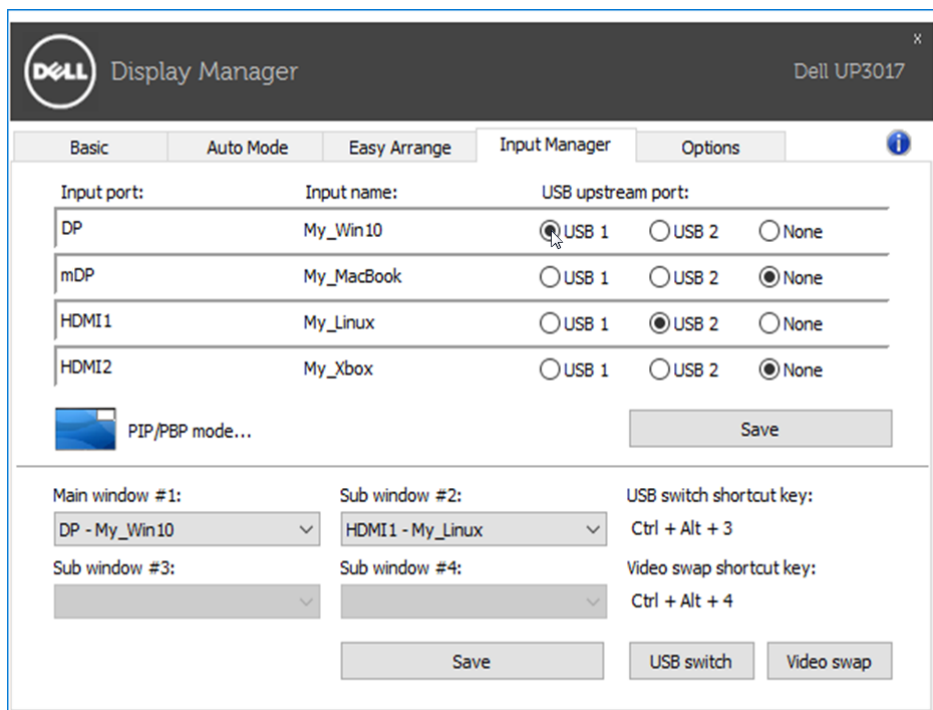 DELL Display Manager Dell UP3017 x
Basic Auto Mode Easy Arrange Input Manager Options i
Input port: Input name: USB upstream port:
DP My_Win10 USB 1 USB 2 None
mDP My_MacBook USB 1 USB 2 None
HDMI1 My_Linux USB 1 USB 2 None
HDMI2 My_Xbox USB 1 USB 2 None
PIP/PBP mode... Save
Main window #1: Sub window #2: USB switch shortcut key:
DP - My_Win10 HDMI1 - My_Linux Ctrl + Alt + 3
Sub window #3: Sub window #4: Video swap shortcut key:
Ctrl + Alt + 4
Save USB switch Video swap